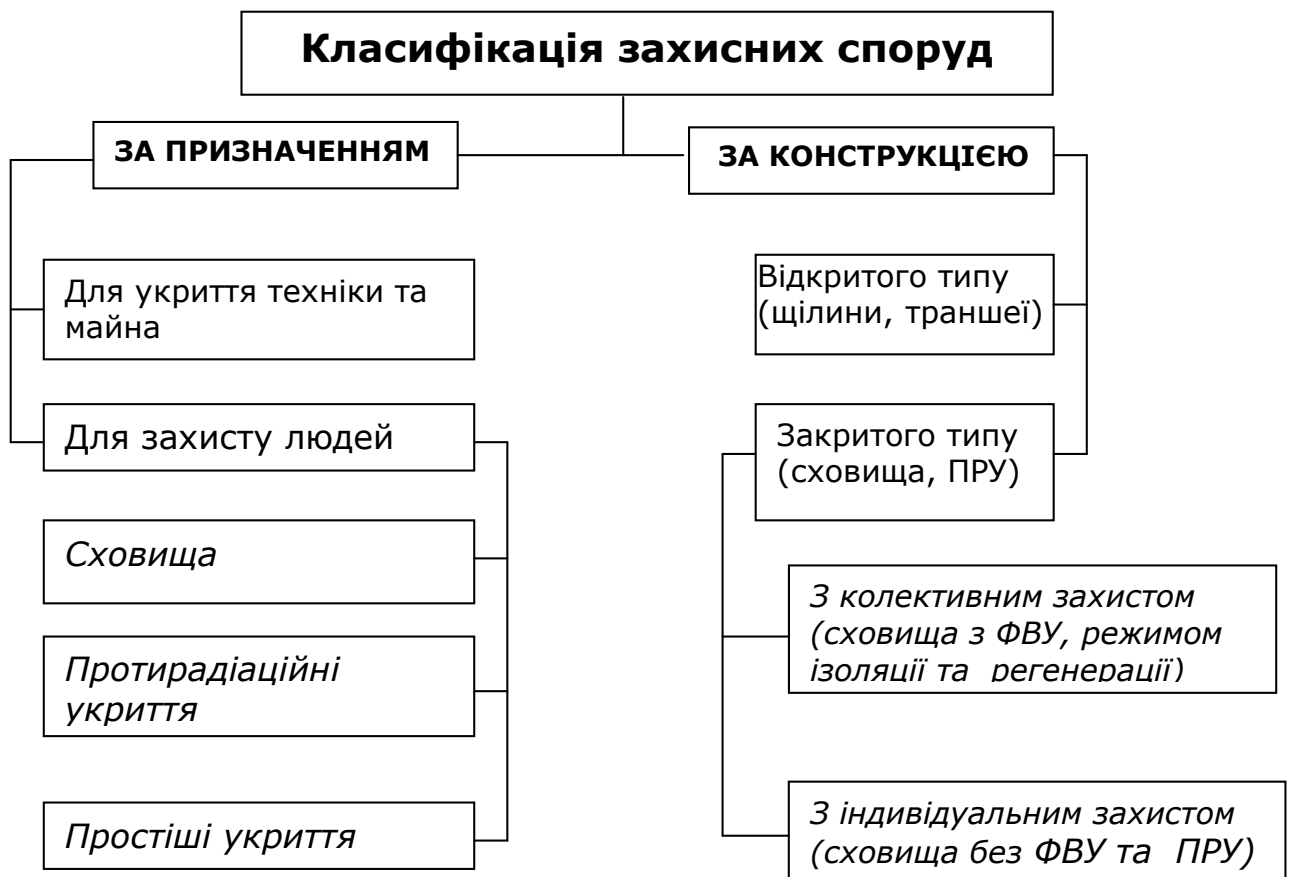 Класифікація захисних споруд
ЗА ПРИЗНАЧЕННЯМ
ЗА КОНСТРУКЦІЄЮ
Для укриття техніки та
майна
Для захисту людей
Сховища
Протирадіаційні
укриття
Простіші укриття
Відкритого типу
(щілини, траншеї)
Закритого типу
(сховища, ПРУ)
З колективним захистом
(сховища з ФВУ, режимом
ізоляції та регенерації)
З індивідуальним захистом
(сховища без ФВУ та ПРУ)